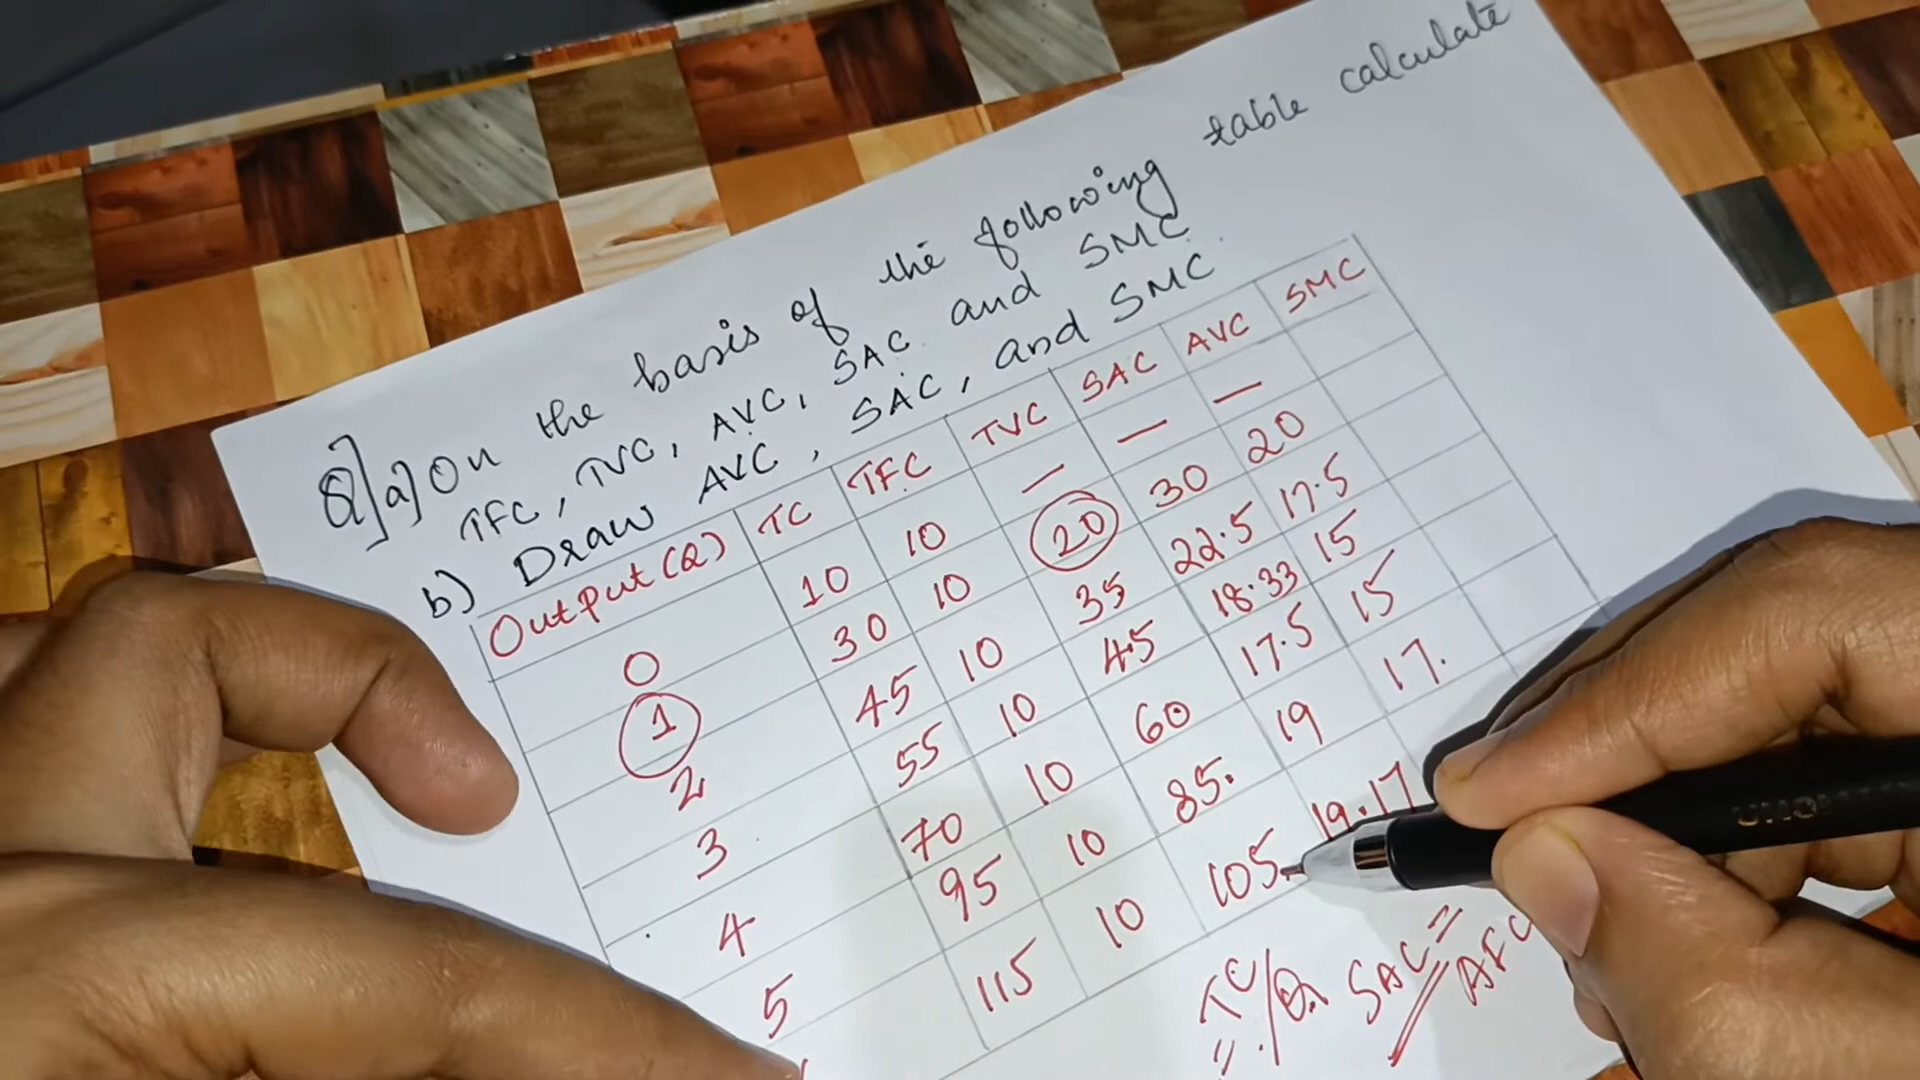 Q]a) On the basis of the following table calculate
TFC, TVC, AVC, SAC and SMC
b) Draw AVC, SAC, and SMC
Output (Q) TC TFC TVC SAC AVC SMC
0 10 10 — — —
1 30 10 20 30 20
2 45 10 35 22.5 17.5
3 55 10 45 18.33 15
4 70 10 60 17.5 15
5 95 10 85. 19 17.
115 10 105. 19.17
TC/Q SAC =
AFC